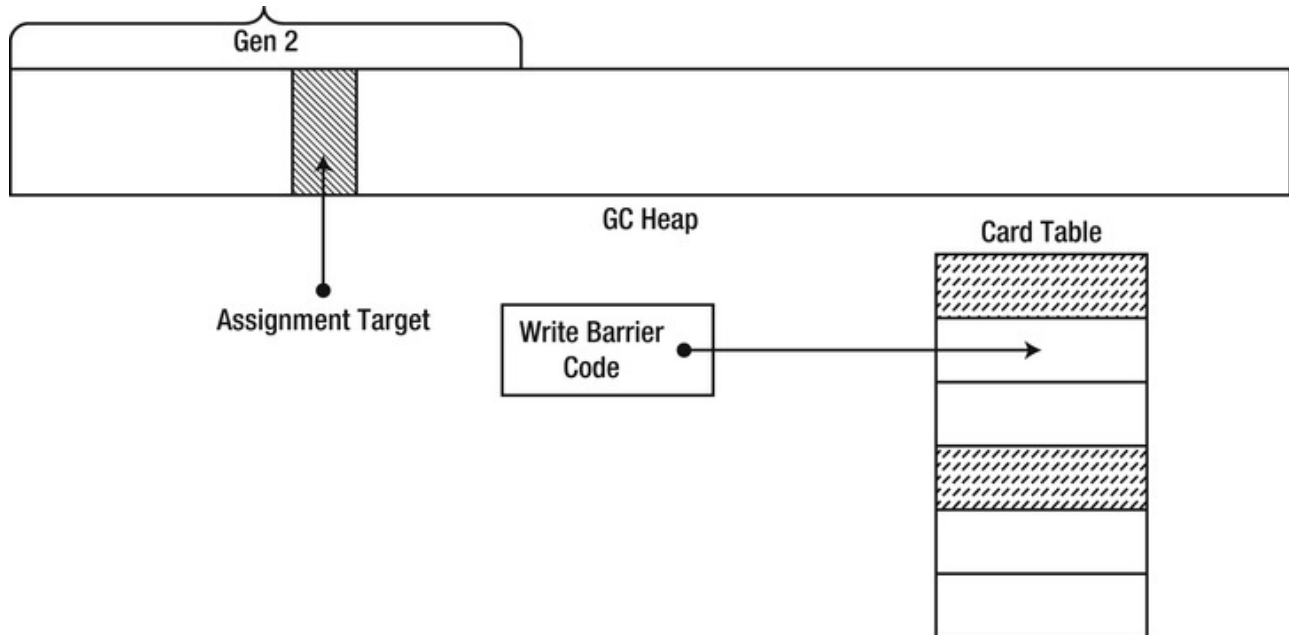 Gen 2
GC Heap
Card Table
Assignment Target
Write Barrier
Code